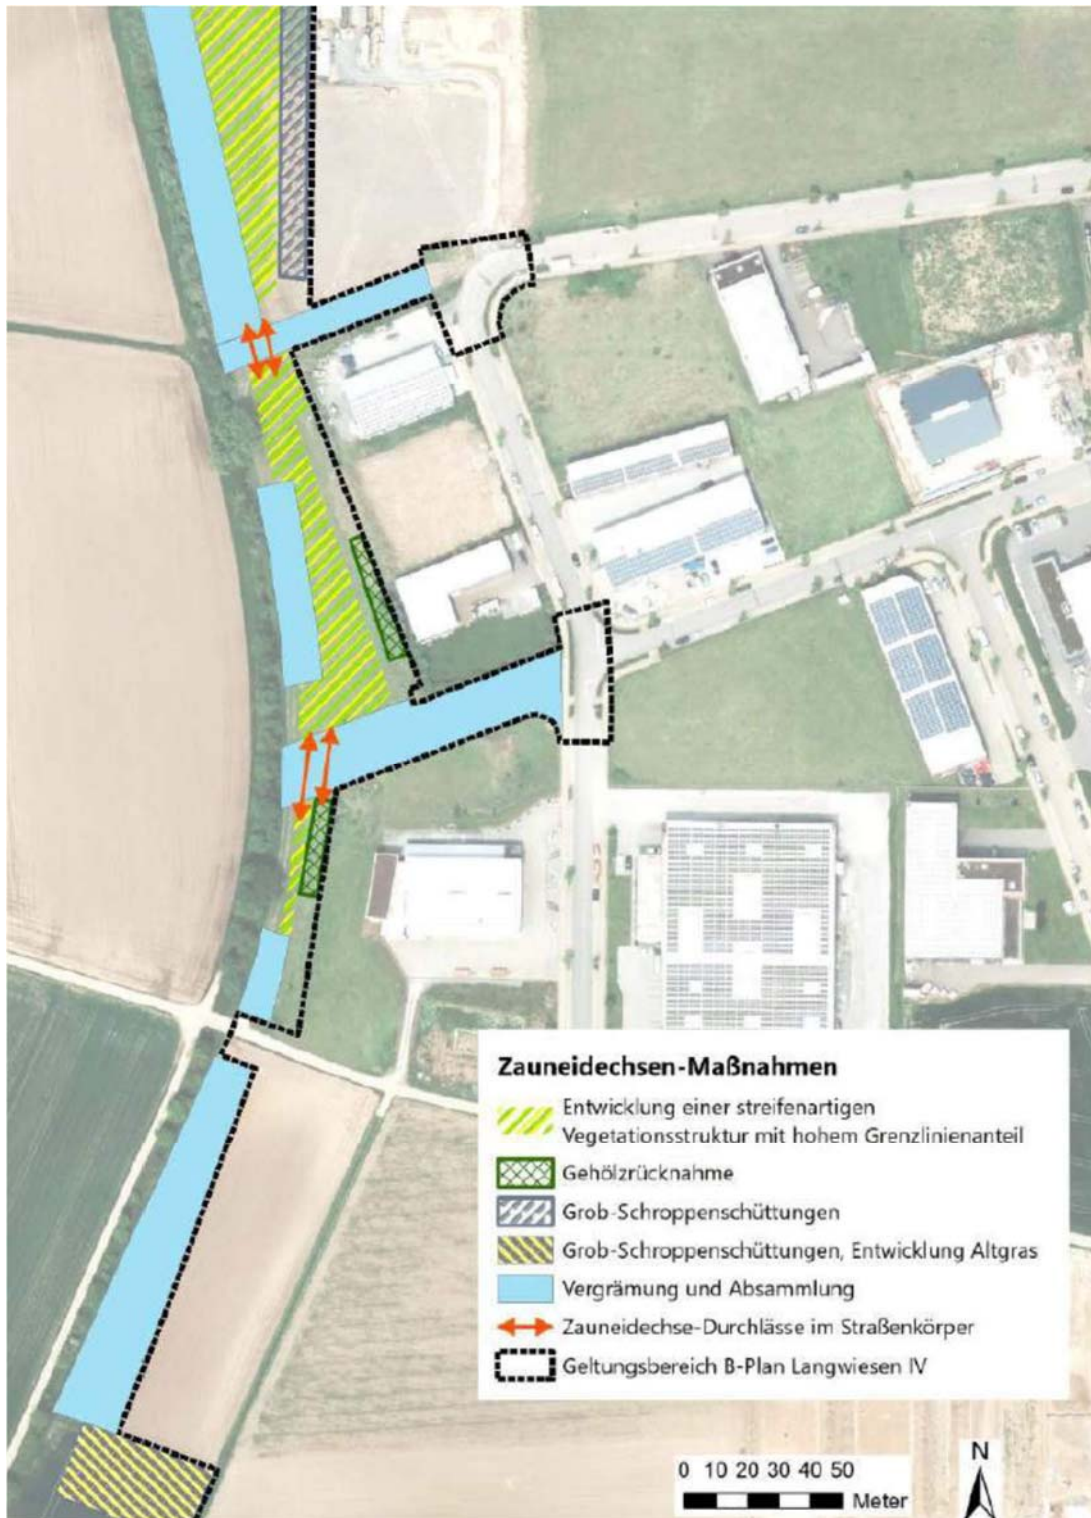 Zauneidechsen-Maßnahmen
Entwicklung einer streifenartigen
Vegetationsstruktur mit hohem Grenzlinienanteil
Gehölzrücknahme
Grob-Schroppenschüttungen
Grob-Schroppenschüttungen, Entwicklung Altgras
Vergrämung und Absammlung
Zauneidechse-Durchlässe im Straßenkörper
Geltungsbereich B-Plan Langwiesen IV
N
0 10 20 30 40 50
Meter